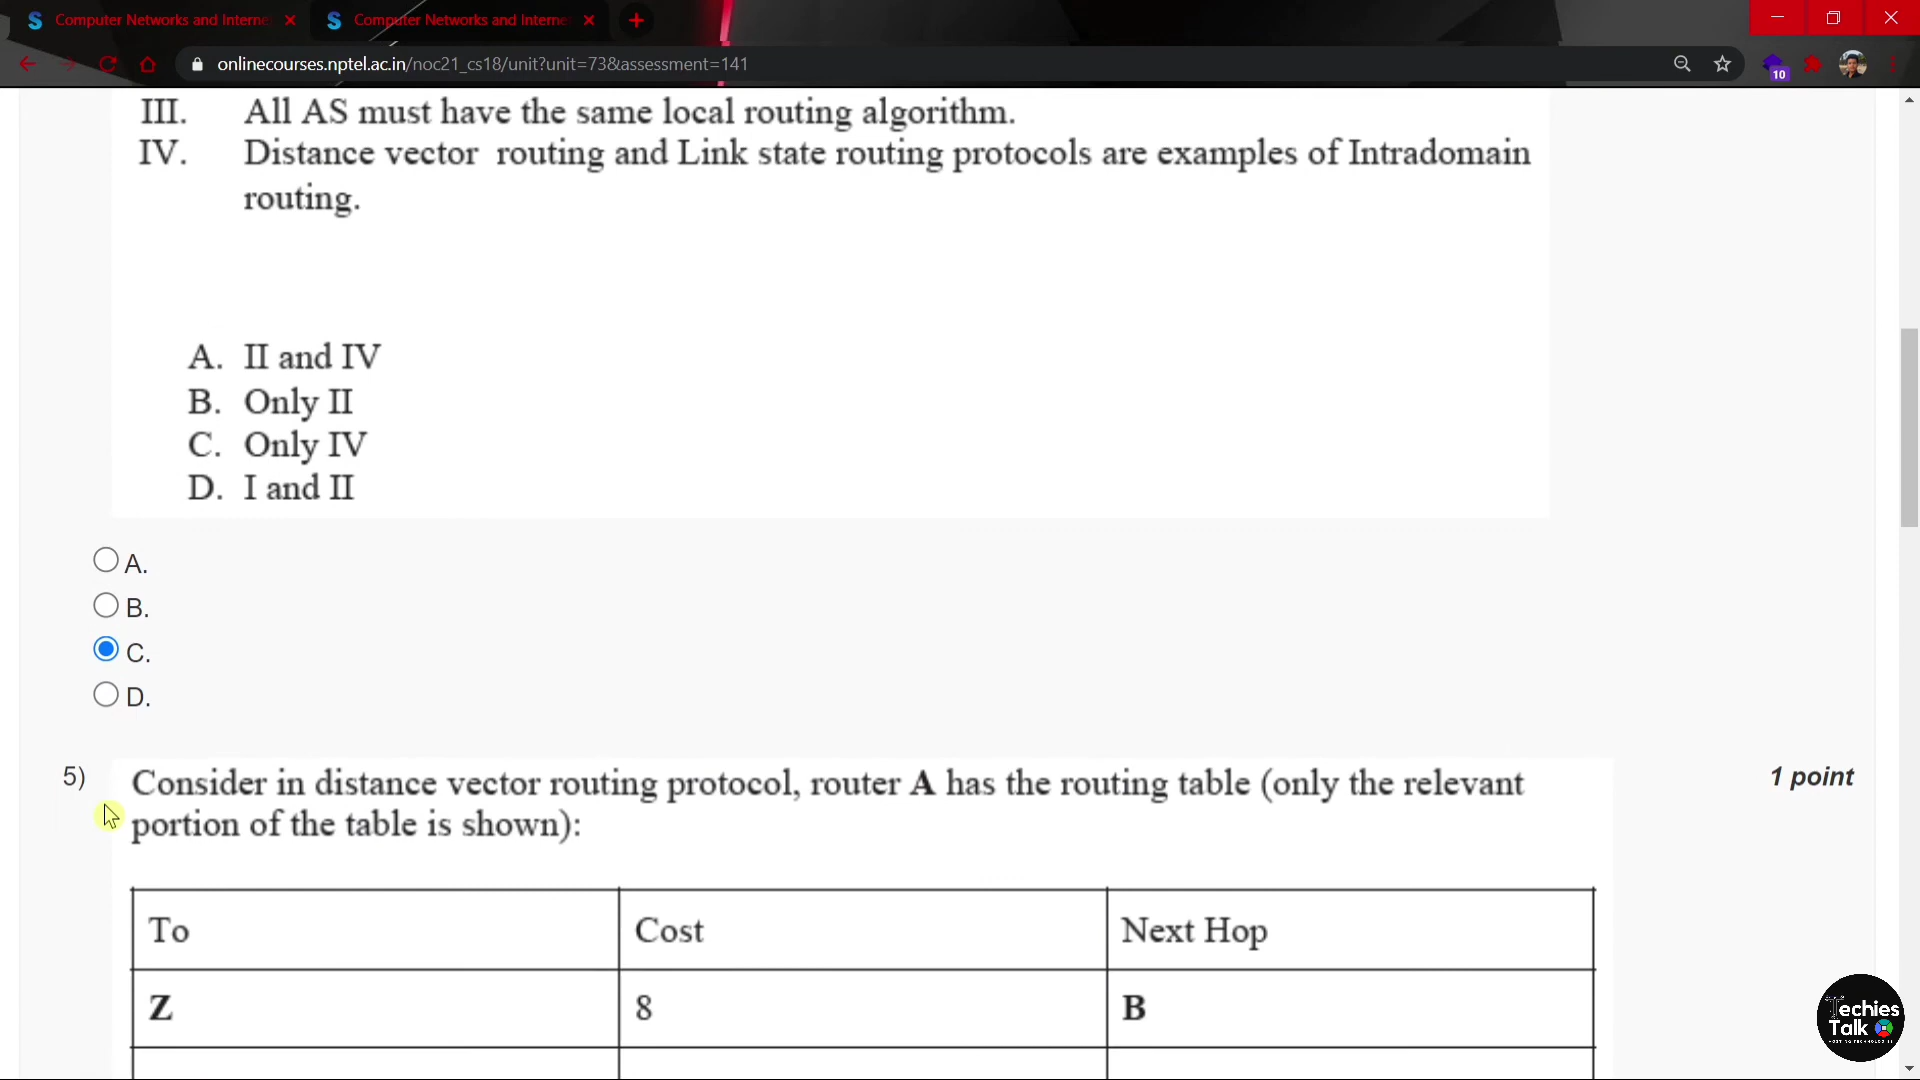 Computer Networks and Interne
Computer Networks and Interne
onlinecourses.nptel.ac.in/noc21_cs18/unit?unit=73&assessment=141
10
III. All AS must have the same local routing algorithm.
IV. Distance vector routing and Link state routing protocols are examples of Intradomain
routing.
A. II and IV
B. Only II
C. Only IV
D. I and II
A.
B.
C.
D.
5) Consider in distance vector routing protocol, router A has the routing table (only the relevant 1 point
portion of the table is shown):
To Cost Next Hop
Z 8 B
Techies
Talk